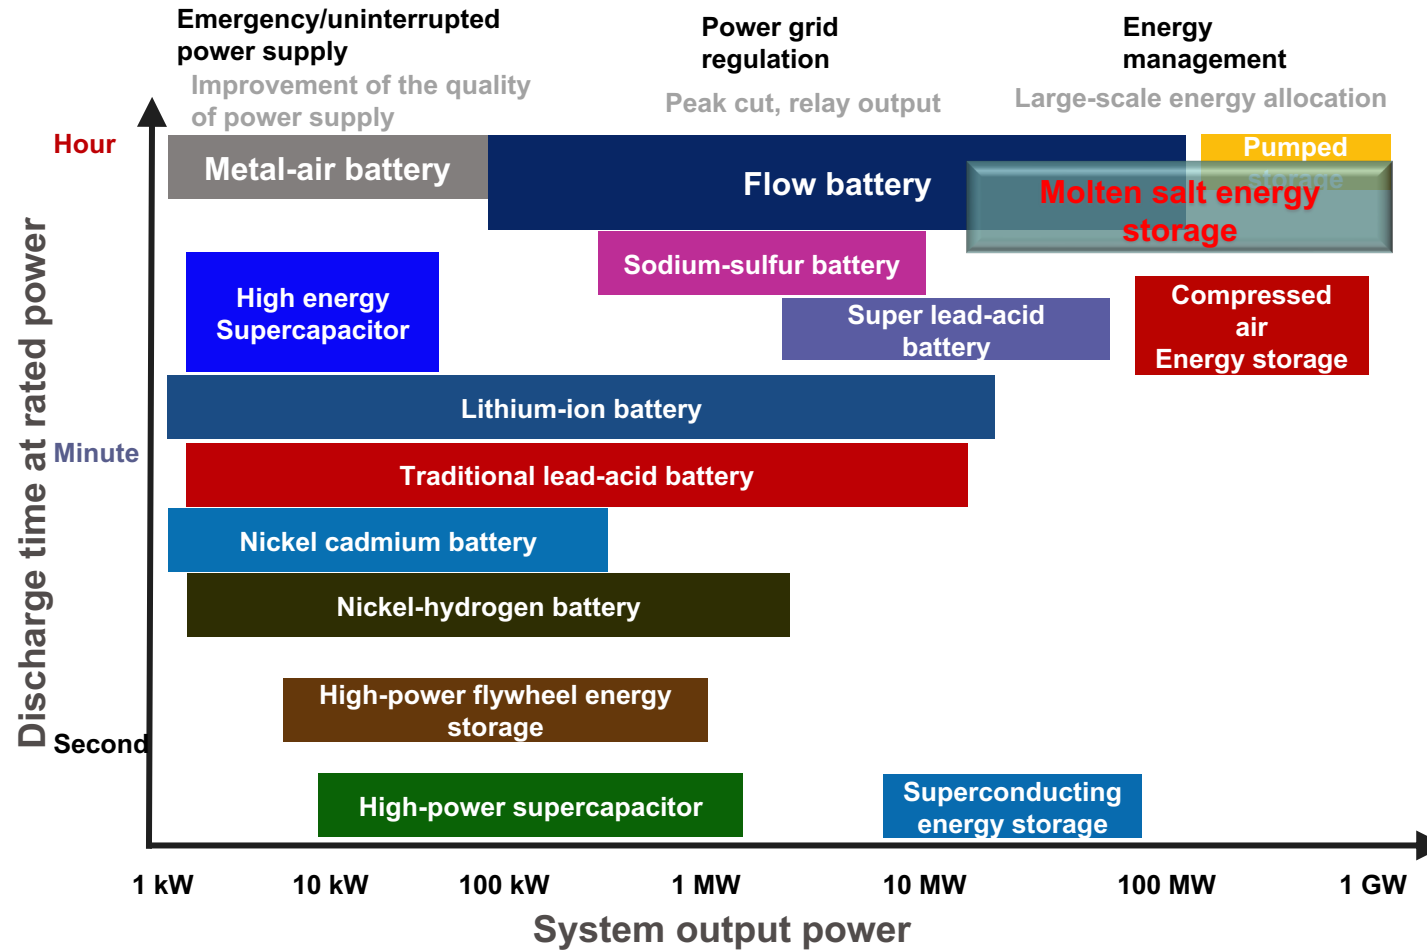 Emergency/uninterrupted
power supply
Improvement of the quality
of power supply
Power grid
regulation
Peak cut, relay output
Energy
management
Large-scale energy allocation
Hour
Minute
Second
Discharge time at rated power
Metal-air battery
Flow battery
Pumped
storage
Molten salt energy
storage
Sodium-sulfur battery
High energy
Supercapacitor
Super lead-acid
battery
Compressed
air
Energy storage
Lithium-ion battery
Traditional lead-acid battery
Nickel cadmium battery
Nickel-hydrogen battery
High-power flywheel energy
storage
High-power supercapacitor
Superconducting
energy storage
1 kW
10 kW
100 kW
1 MW
10 MW
100 MW
1 GW
System output power